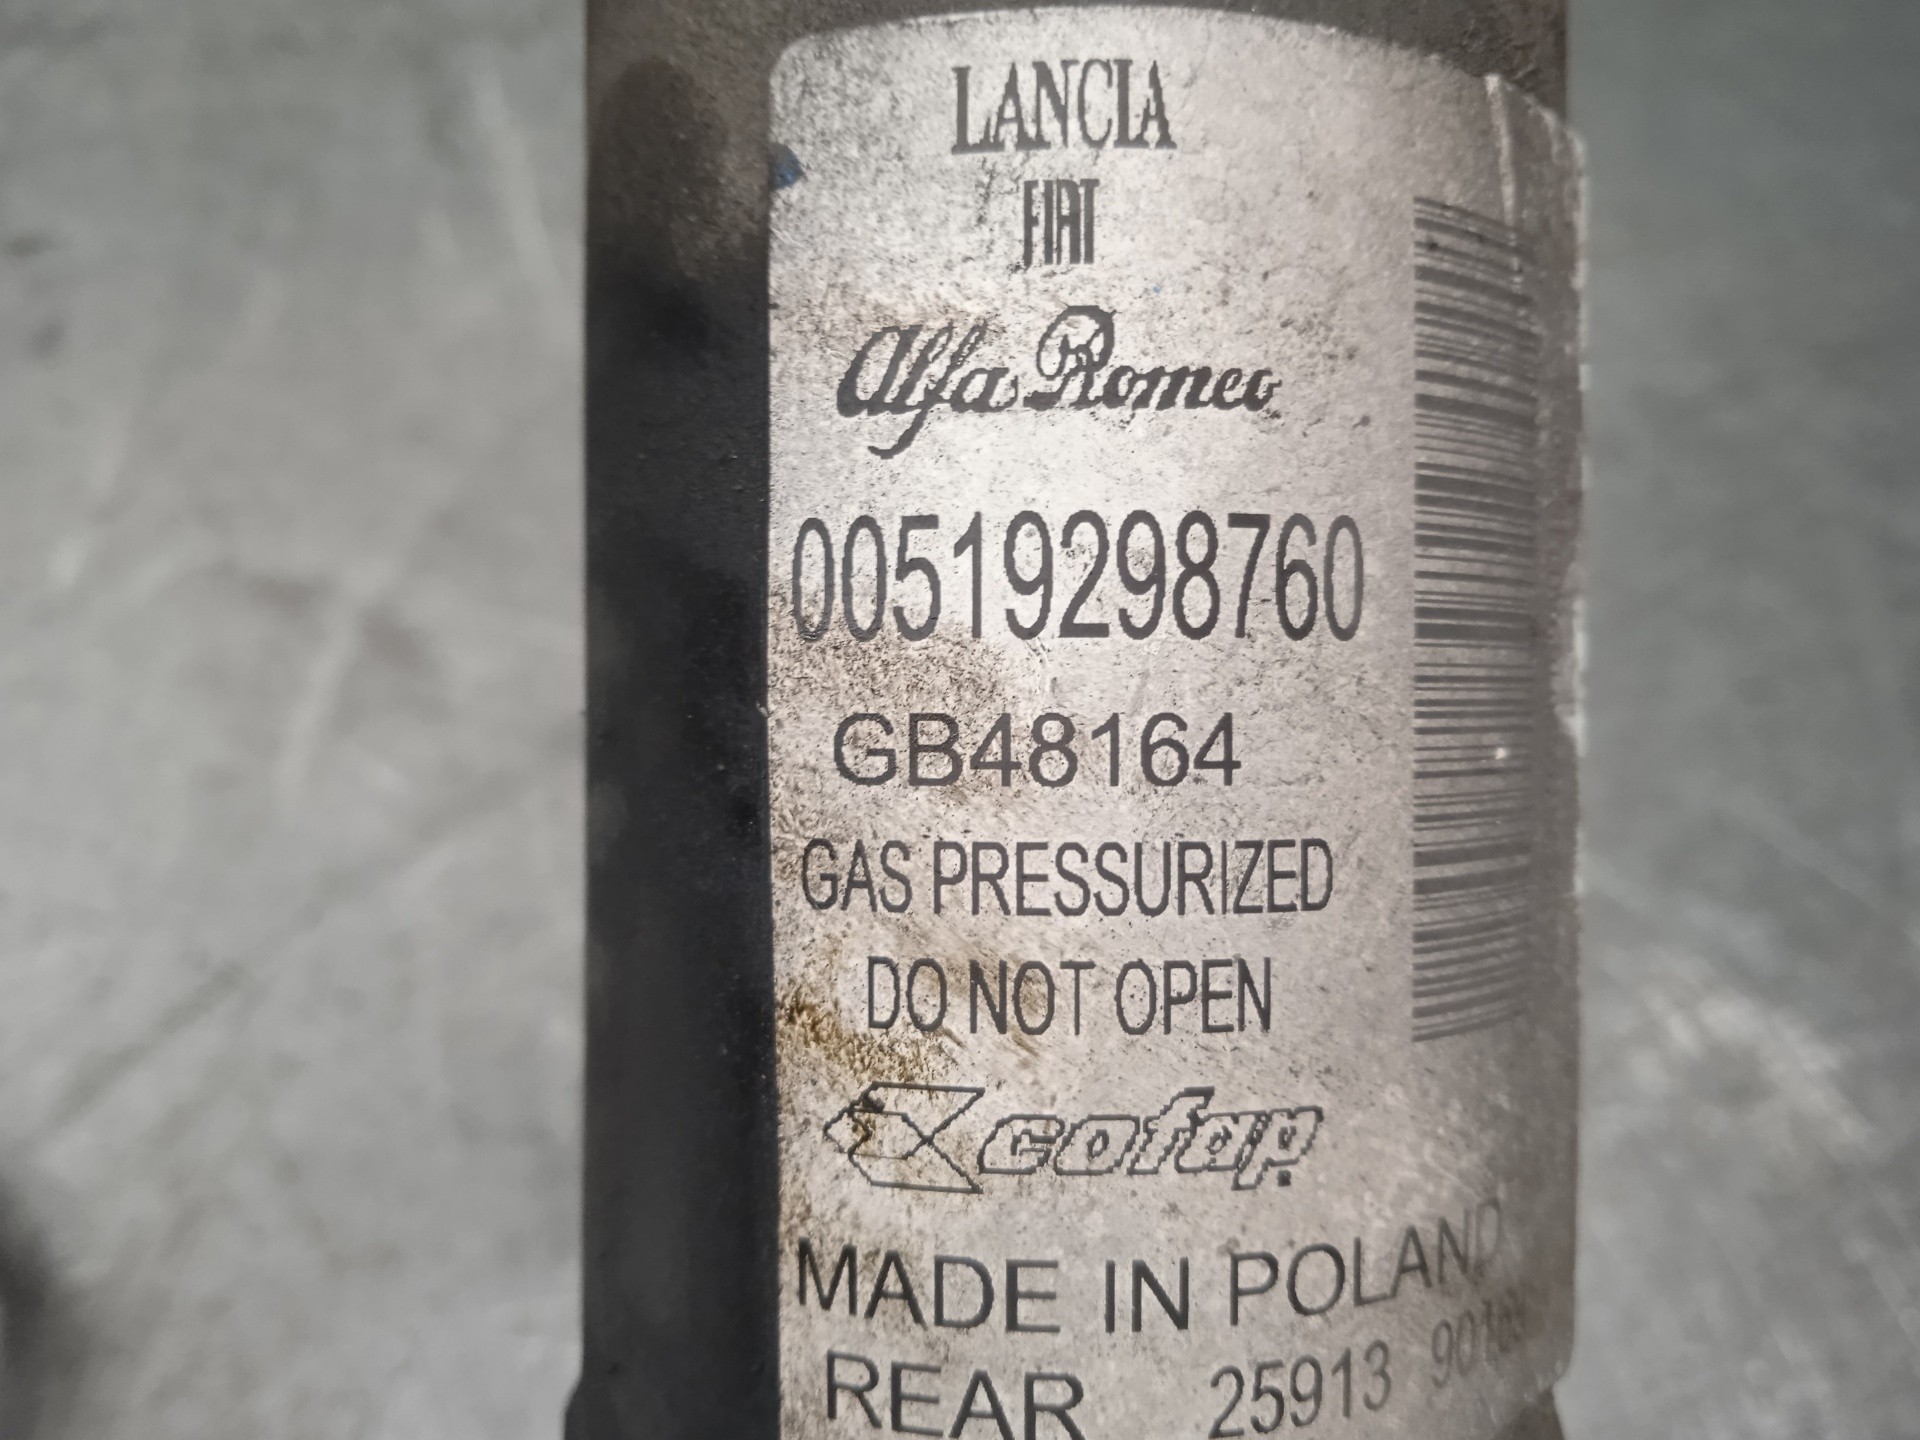 LANCIA
FIAT
Alfa Romeo
00519298760
GB48164
GAS PRESSURIZED
DO NOT OPEN
cofap
MADE IN POLAND
REAR 25913